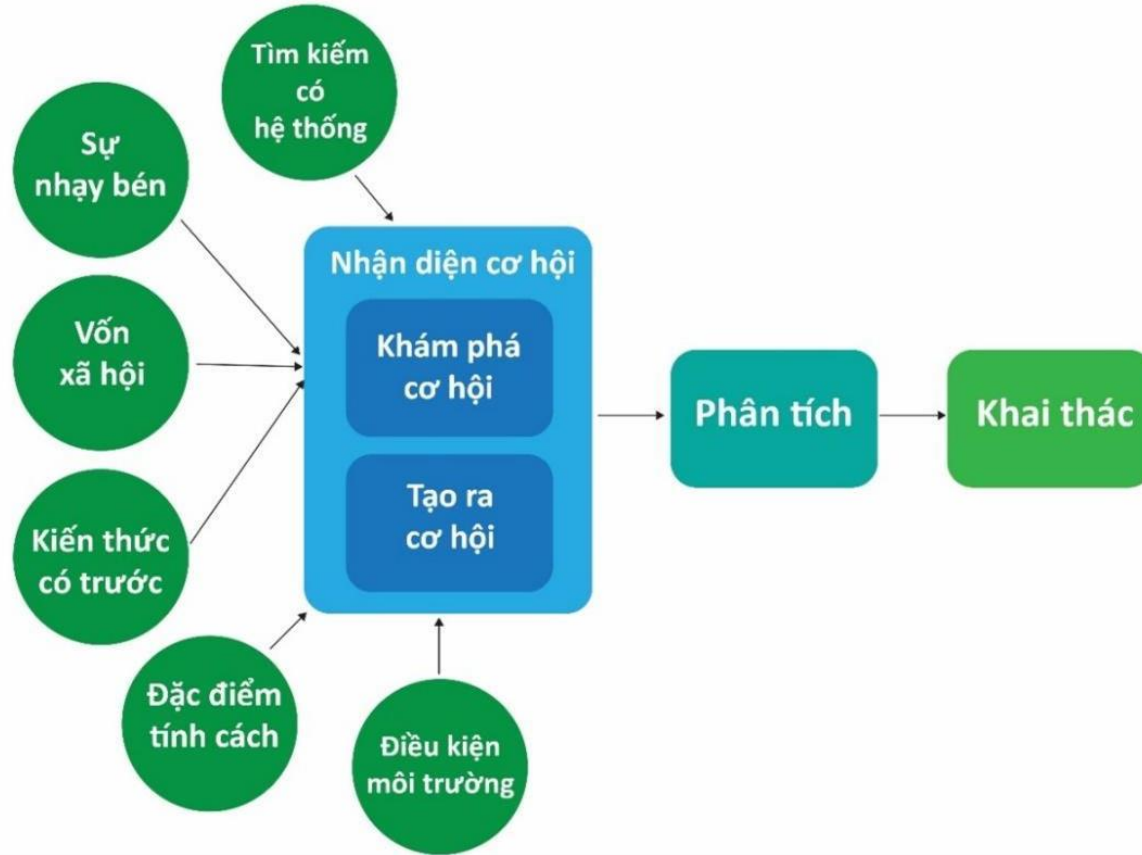 Tìm kiếm
có
hệ thống
Sự
nhạy bén
Vốn
xã hội
Kiến thức
có trước
Đặc điểm
tính cách
Điều kiện
môi trường
Nhận diện cơ hội
Khám phá
cơ hội
Tạo ra
cơ hội
Phân tích
Khai thác